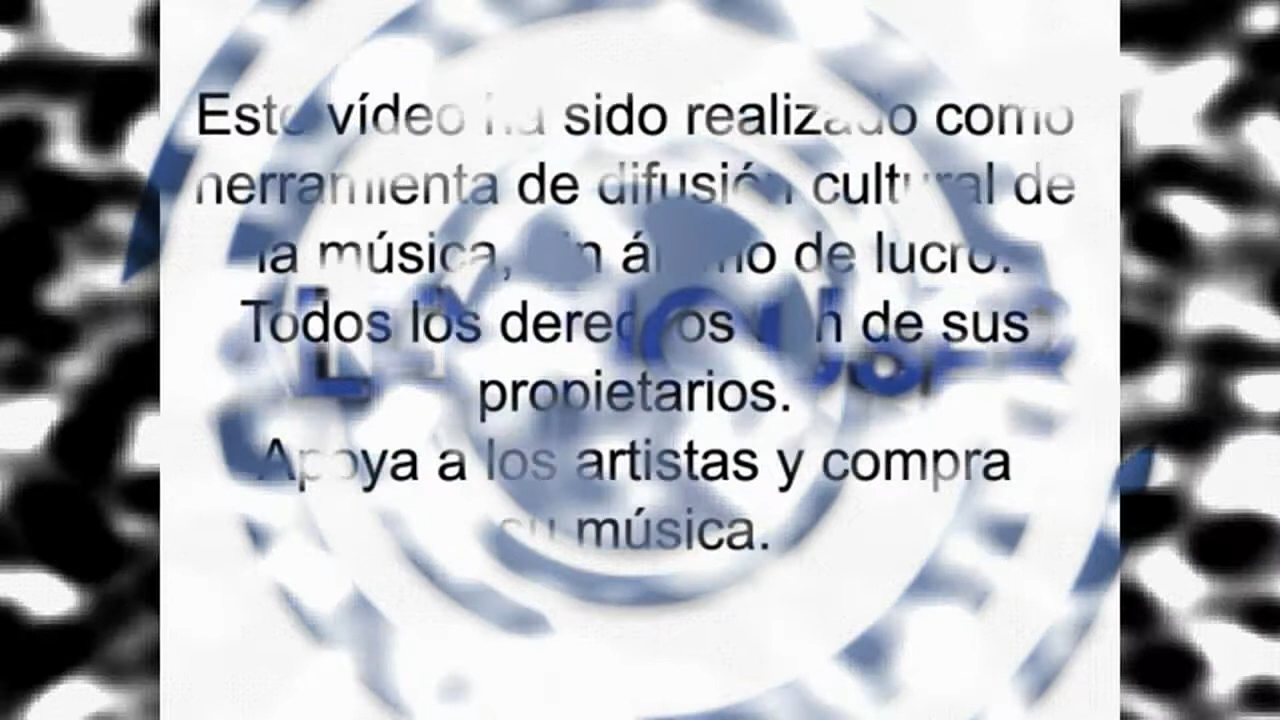 Este vídeo ha sido realizado como
herramienta de difusión cultural de
la música, sin ánimo de lucro.
Todos los derechos son de sus
propietarios.
Apoya a los artistas y compra
su música.